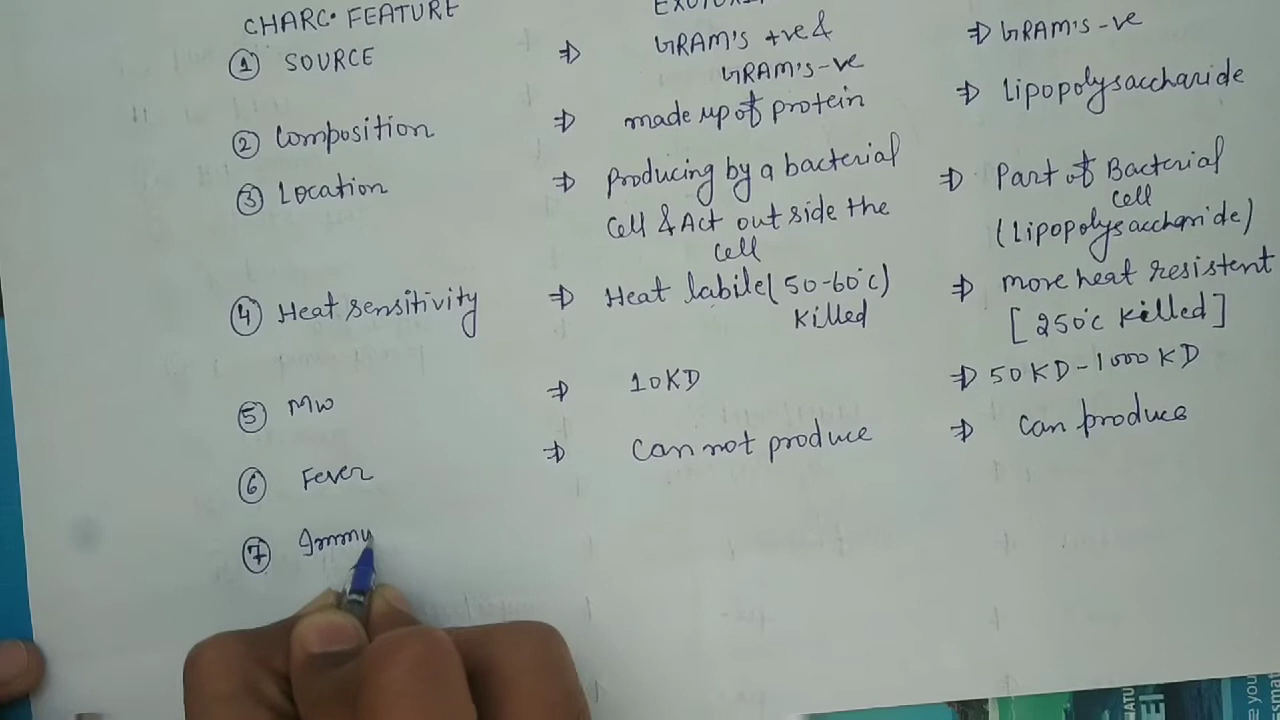 CHARC. FEATURE
① SOURCE ⇒ GRAM'S +ve & ⇒ GRAM'S -ve
GRAM'S -ve
② Composition ⇒ made up of protein ⇒ Lipopolysaccharide
③ Location ⇒ Producing by a bacterial ⇒ Part of Bacterial
cell & Act out side the cell
cell (Lipopolysaccharide)
④ Heat sensitivity ⇒ Heat labile (50-60°c) ⇒ more heat resistent
killed [250°c killed]
⑤ MW ⇒ 10KD ⇒ 50KD-1000KD
⑥ Fever ⇒ Can not produce ⇒ can produce
⑦ Immu